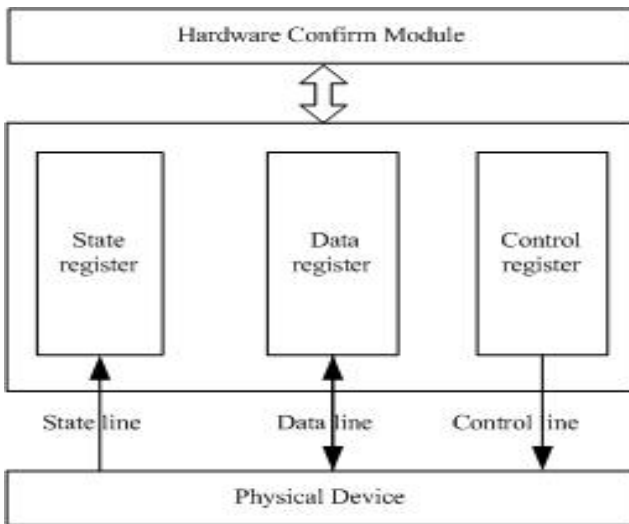 Hardware Confirm Module
State
register
Data
register
Control
register
State line
Data line
Control line
Physical Device